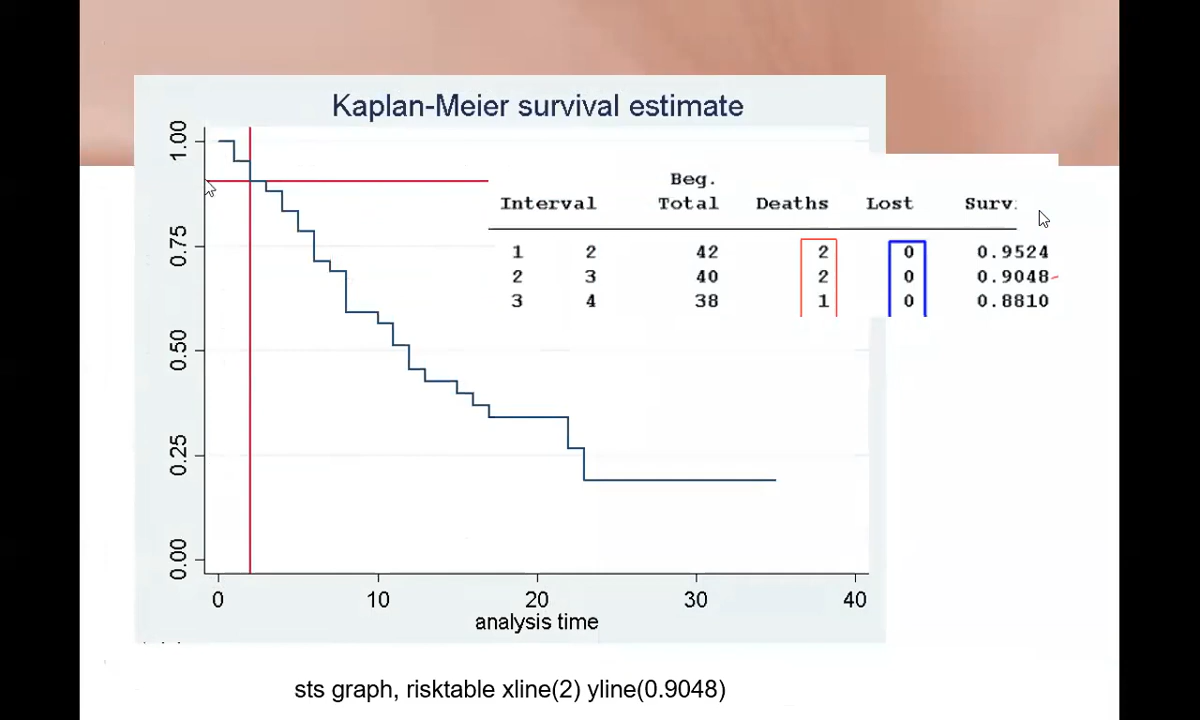 Kaplan-Meier survival estimate
1.00
0.75
0.50
0.25
0.00
Beg.
Interval Total Deaths Lost Surv.
1 2 42 2 0 0.9524
2 3 40 2 0 0.9048
3 4 38 1 0 0.8810
0 10 20 30 40
analysis time
sts graph, risktable xline(2) yline(0.9048)